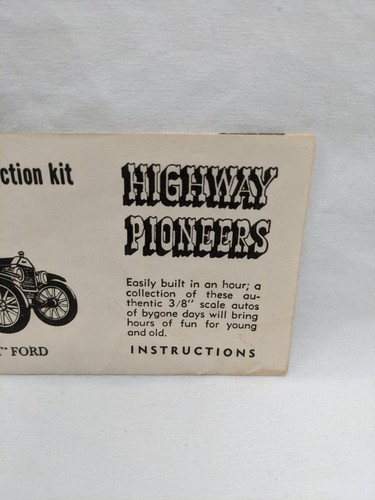 ction kit
HIGHWAY
PIONEERS
Easily built in an hour; a
collection of these au-
thentic 3/8" scale autos
of bygone days will bring
hours of fun for young
and old.
INSTRUCTIONS
T" FORD